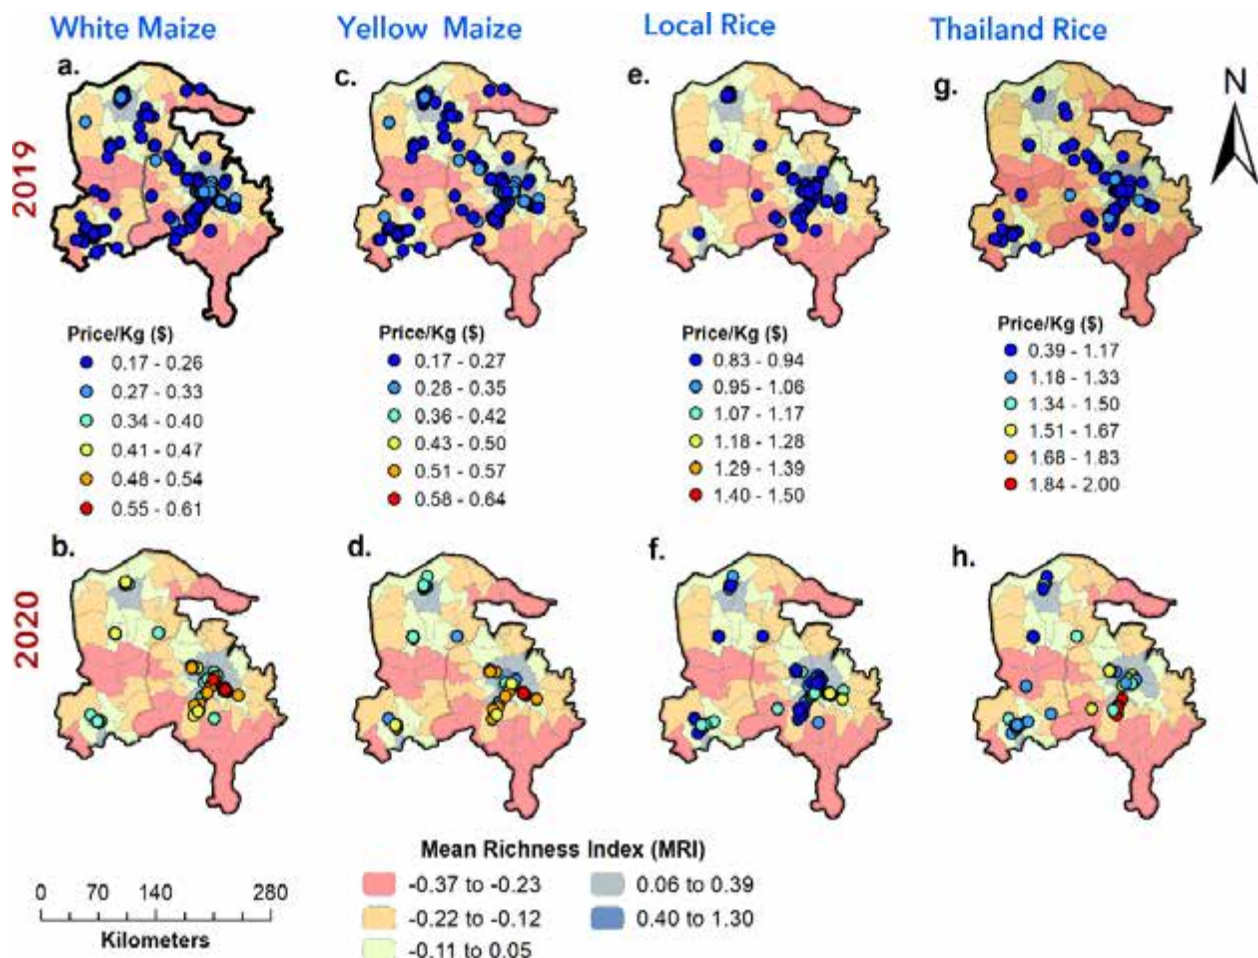 White Maize
Yellow Maize
Local Rice
Thailand Rice
a.
c.
e.
g.
N
2019
Price/Kg ($)
0.17 - 0.26
0.27 - 0.33
0.34 - 0.40
0.41 - 0.47
0.48 - 0.54
0.55 - 0.61
Price/Kg ($)
0.17 - 0.27
0.28 - 0.35
0.36 - 0.42
0.43 - 0.50
0.51 - 0.57
0.58 - 0.64
Price/Kg ($)
0.83 - 0.94
0.95 - 1.06
1.07 - 1.17
1.18 - 1.28
1.29 - 1.39
1.40 - 1.50
Price/Kg ($)
0.39 - 1.17
1.18 - 1.33
1.34 - 1.50
1.51 - 1.67
1.68 - 1.83
1.84 - 2.00
b.
d.
f.
h.
2020
Mean Richness Index (MRI)
-0.37 to -0.23
-0.22 to -0.12
-0.11 to 0.05
0.06 to 0.39
0.40 to 1.30
0 70 140 280
Kilometers